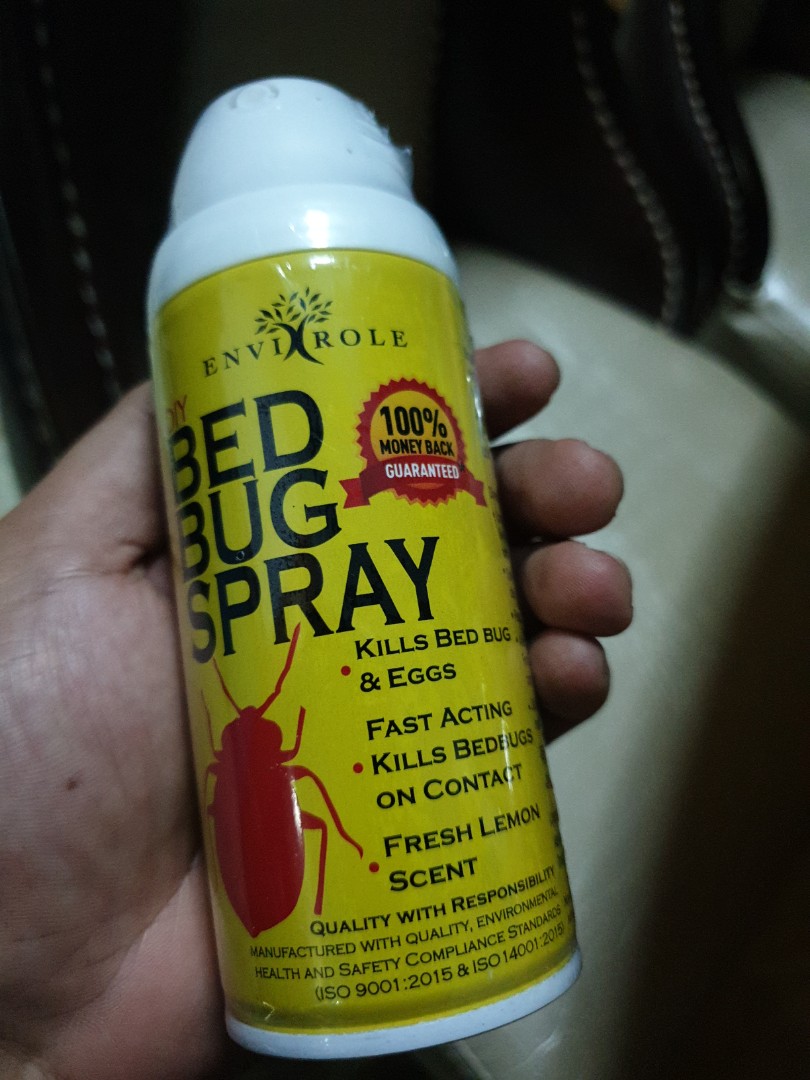 ENVIROLE
DIY
BED
BUG
SPRAY
100%
MONEY BACK
GUARANTEED
• KILLS BED BUG
& EGGS
FAST ACTING
• KILLS BEDBUGS
ON CONTACT
• FRESH LEMON
SCENT
QUALITY WITH RESPONSIBILITY
MANUFACTURED WITH QUALITY, ENVIRONMENTAL
HEALTH AND SAFETY COMPLIANCE STANDARDS
(ISO 9001:2015 & ISO14001:2015)